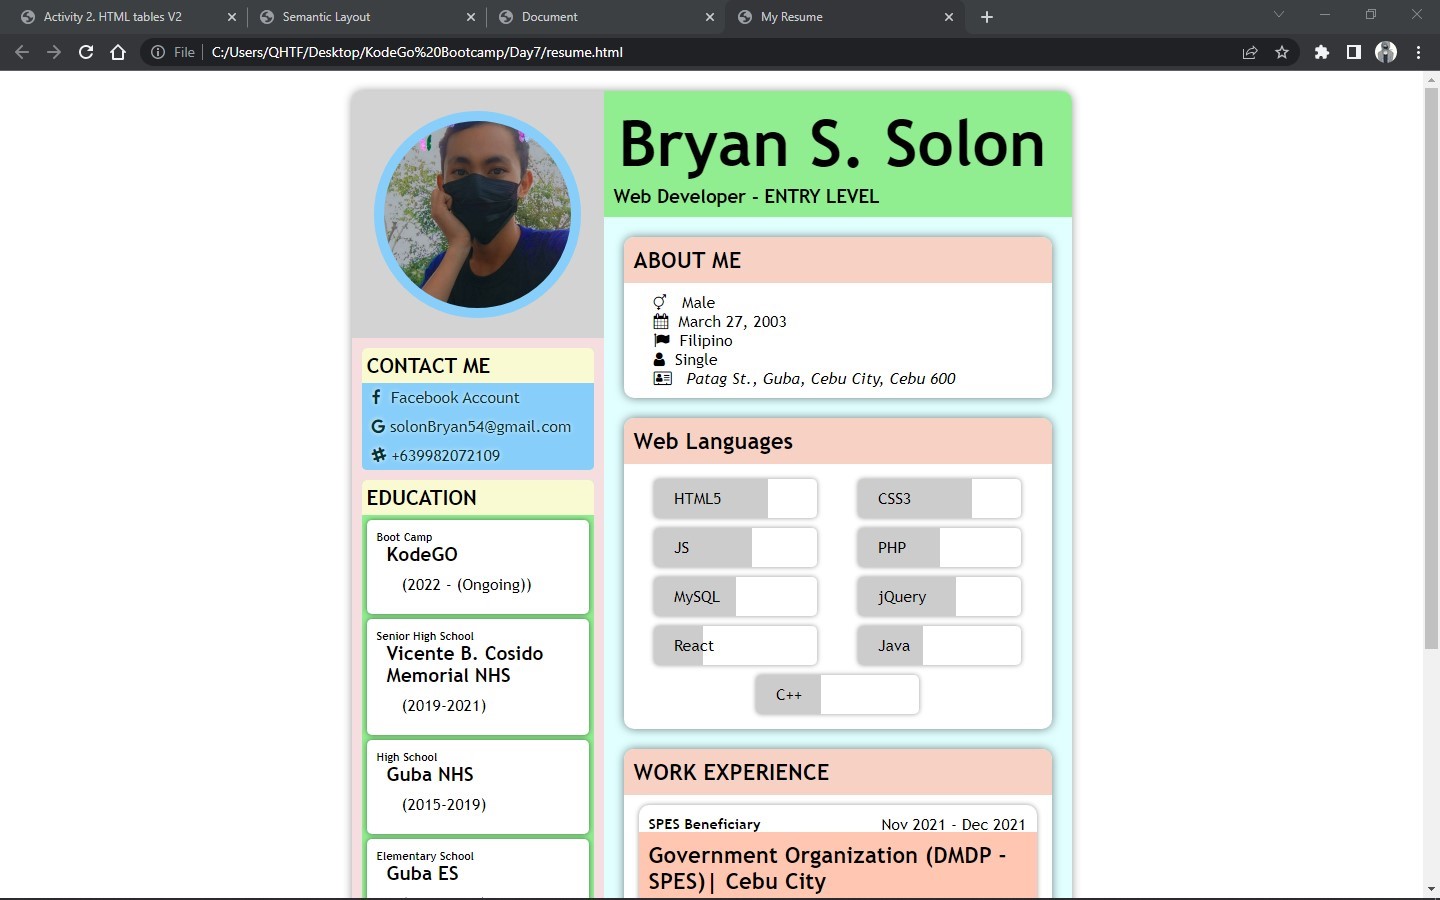 Activity 2. HTML tables V2
Semantic Layout
Document
My Resume
File
C:/Users/QHTF/Desktop/KodeGo%20Bootcamp/Day7/resume.html
Bryan S. Solon
Web Developer - ENTRY LEVEL
CONTACT ME
Facebook Account
solonBryan54@gmail.com
+639982072109
EDUCATION
Boot Camp
KodeGO
(2022 - (Ongoing))
Senior High School
Vicente B. Cosido
Memorial NHS
(2019-2021)
High School
Guba NHS
(2015-2019)
Elementary School
Guba ES
ABOUT ME
Male
March 27, 2003
Filipino
Single
Patag St., Guba, Cebu City, Cebu 600
Web Languages
HTML5
CSS3
JS
PHP
MySQL
jQuery
React
Java
C++
WORK EXPERIENCE
SPES Beneficiary
Nov 2021 - Dec 2021
Government Organization (DMDP -
SPES)| Cebu City